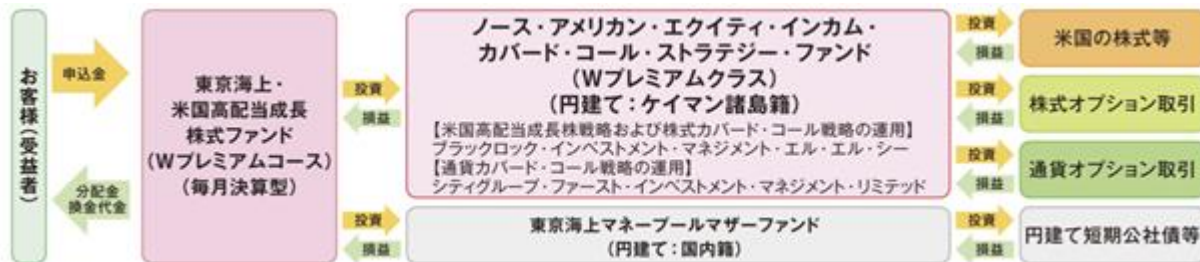 お客様(受益者)
申込金
分配金
換金代金
東京海上・
米国高配当成長
株式ファンド
(Wプレミアムコース)
(毎月決算型)
投資
損益
投資
損益
ノース・アメリカン・エクイティ・インカム・
カバード・コール・ストラテジー・ファンド
(Wプレミアムクラス)
(円建て:ケイマン諸島籍)
【米国高配当成長株戦略および株式カバード・コール戦略の運用】
ブラックロック・インベストメント・マネジメント・エル・エル・シー
【通貨カバード・コール戦略の運用】
シティグループ・ファースト・インベストメント・マネジメント・リミテッド
東京海上マネープールマザーファンド
(円建て:国内籍)
投資
損益
米国の株式等
投資
損益
株式オプション取引
投資
損益
通貨オプション取引
投資
損益
円建て短期公社債等